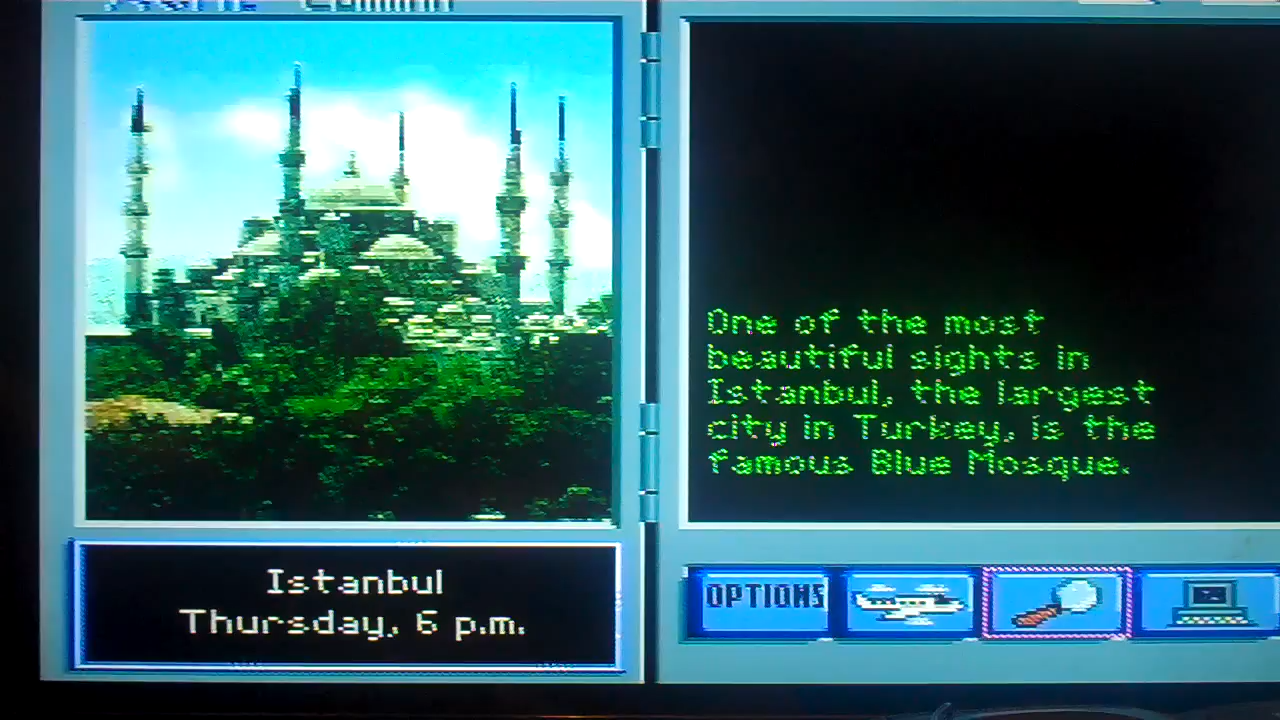 One of the most
beautiful sights in
Istanbul, the largest
city in Turkey, is the
famous Blue Mosque.
Istanbul
Thursday, 6 p.m.
OPTIONS